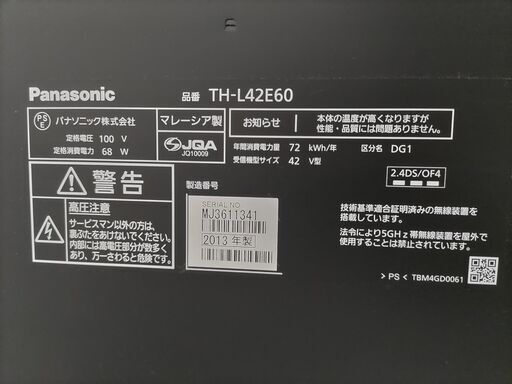 Panasonic
品番 TH-L42E60
PSE
パナソニック株式会社
定格電圧 100 V
定格消費電力 68 W
マレーシア製
JQA
JQ10009
お知らせ
本体の温度が高くなりますが
性能・品質には問題ありません。
年間消費電力量 72 kWh/年 区分名 DG1
受信機型サイズ 42 V型
2.4DS/OF4
警告
高圧注意
サービスマン以外の方は、
裏ぶたをあけないでください。
内部には高電圧部分が数多く
あり、万一さわると危険です。
製造番号
SERIAL NO
MJ3611341
2013 年製
技術基準適合証明済みの無線装置を
搭載しています。
法令により5GHz帯無線装置を屋外で
使用することは禁止されています。
> PS < TBM4GD0061